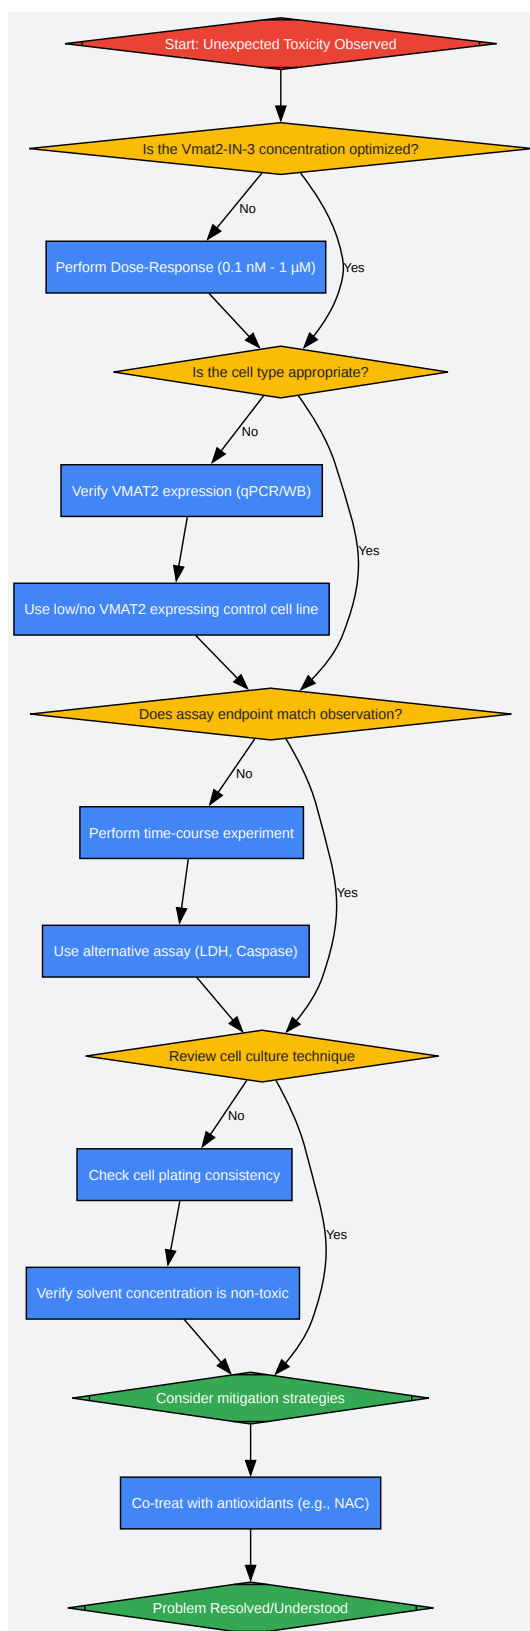 Start: Unexpected Toxicity Observed
Is the Vmat2-IN-3 concentration optimized?
No
Yes
Perform Dose-Response (0.1 nM - 1 µM)
Is the cell type appropriate?
No
Verify VMAT2 expression (qPCR/WB)
Yes
Use low/no VMAT2 expressing control cell line
Does assay endpoint match observation?
No
Perform time-course experiment
Yes
Use alternative assay (LDH, Caspase)
Review cell culture technique
No
Check cell plating consistency
Yes
Verify solvent concentration is non-toxic
Consider mitigation strategies
Co-treat with antioxidants (e.g., NAC)
Problem Resolved/Understood